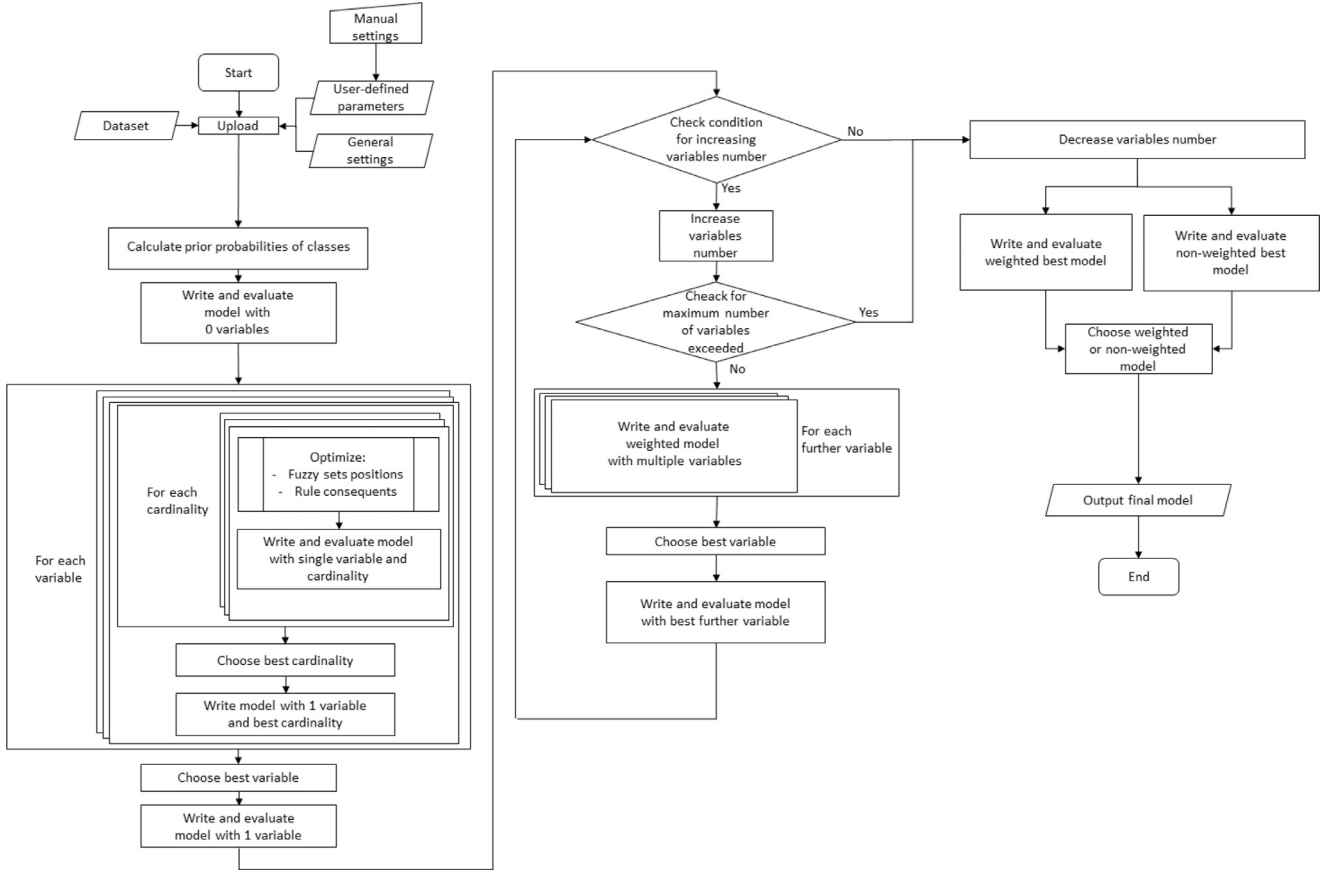 Manual
settings
Start
User-defined
parameters
Dataset
Upload
General
settings
Calculate prior probabilities of classes
Write and evaluate
model with
0 variables
For each
variable
For each
cardinality
Optimize:
- Fuzzy sets positions
- Rule consequents
Write and evaluate model
with single variable and
cardinality
Choose best cardinality
Write model with 1 variable
and best cardinality
Choose best variable
Write and evaluate
model with 1 variable
Check condition
for increasing
variables number
No
Yes
Increase
variables
number
Cheack for
maximum number
of variables
exceeded
Yes
No
Write and evaluate
weighted model
with multiple variables
For each
further variable
Choose best variable
Write and evaluate model
with best further variable
Decrease variables number
Write and evaluate
weighted best model
Write and evaluate
non-weighted best
model
Choose weighted
or non-weighted
model
Output final model
End